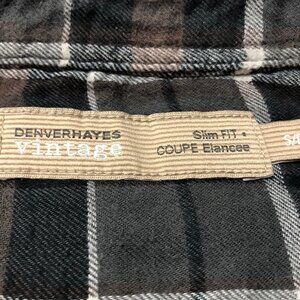 DENVERHAYES
vintage
Slim FIT •
COUPE Elancee